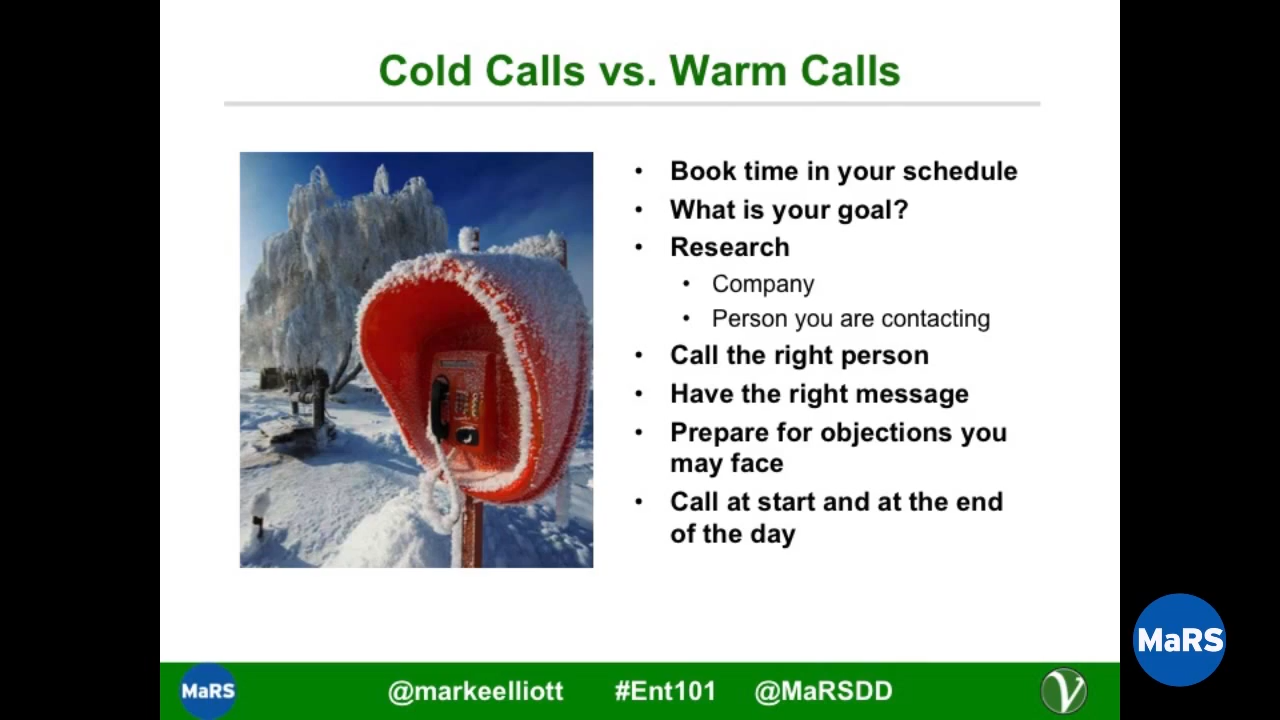 Cold Calls vs. Warm Calls
• Book time in your schedule
• What is your goal?
• Research
• Company
• Person you are contacting
• Call the right person
• Have the right message
• Prepare for objections you
may face
• Call at start and at the end
of the day
MaRS
MaRS @markeelliott #Ent101 @MaRSDD V